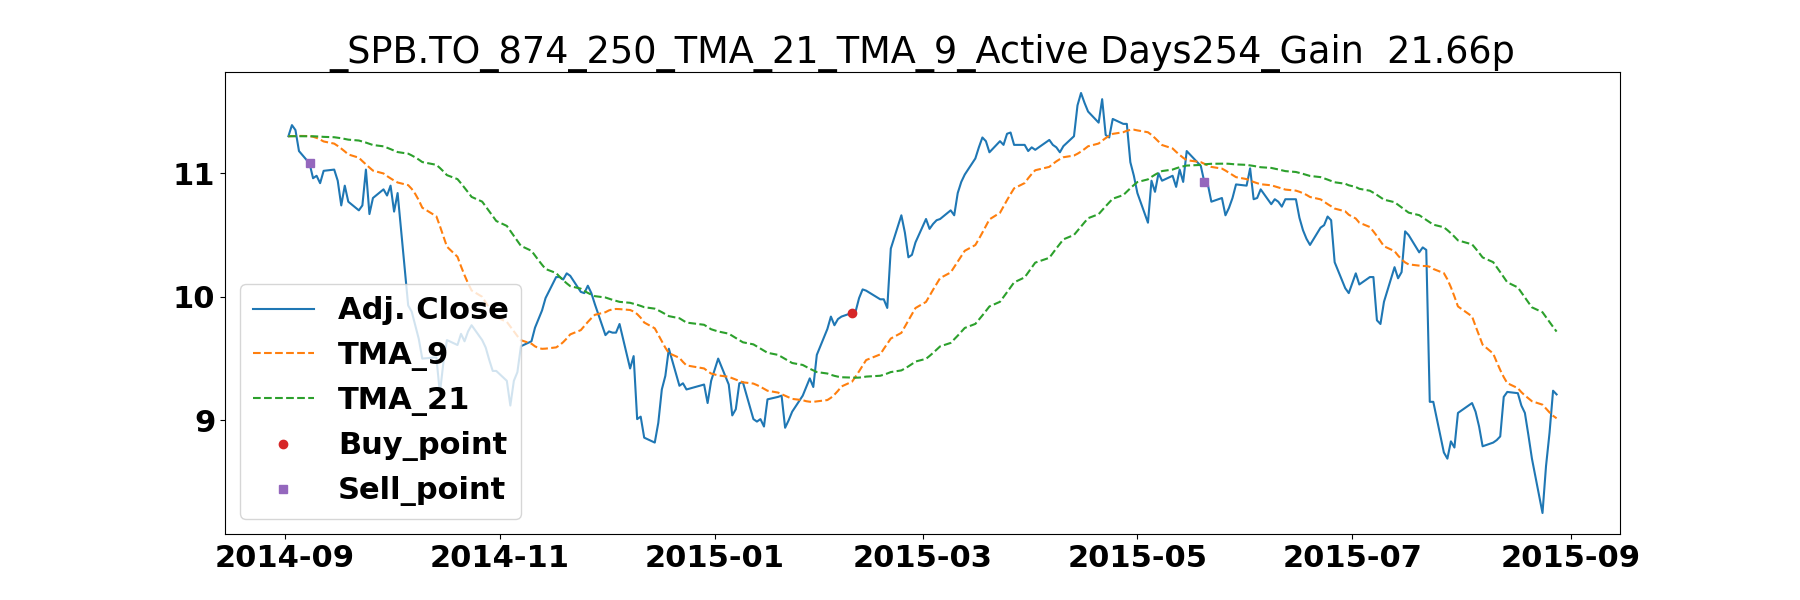 _SPB.TO_874_250_TMA_21_TMA_9_Active Days254_Gain  21.66p
11
10
9
Adj. Close
TMA_9
TMA_21
Buy_point
Sell_point
2014-09 2014-11 2015-01 2015-03 2015-05 2015-07 2015-09